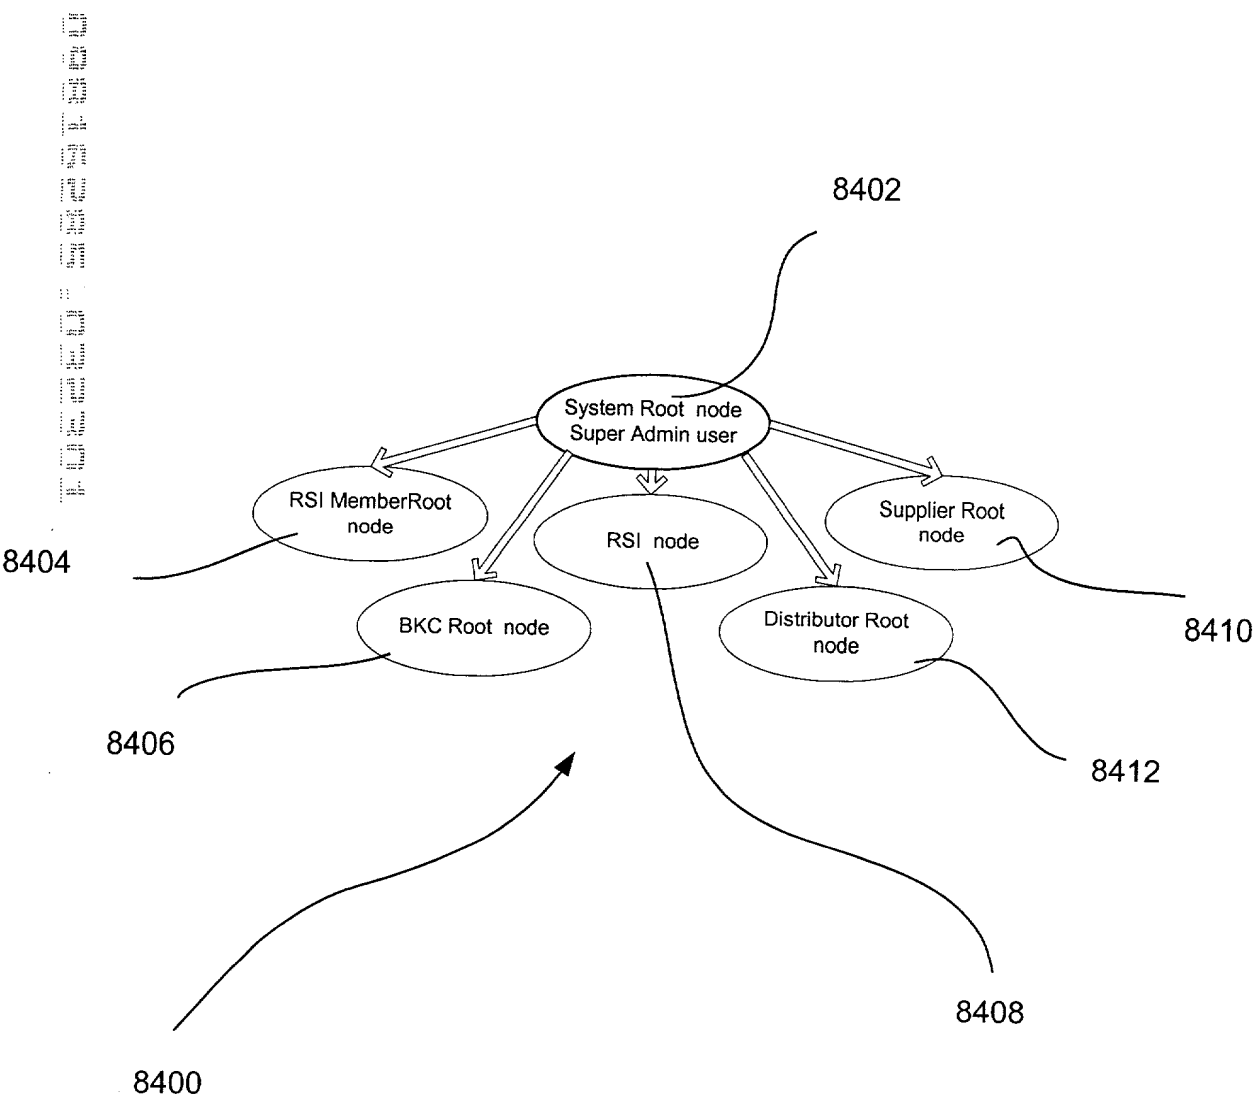 8402
System Root node
Super Admin user
RSI MemberRoot
node
RSI node
Supplier Root
node
8404
BKC Root node
Distributor Root
node
8410
8406
8412
8408
8400